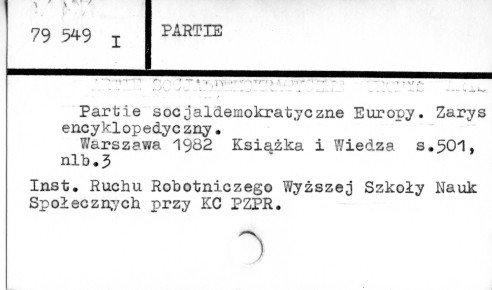 79 549 I
PARTIE
Partie socjaldemokratyczne Europy. Zarys
encyklopedyczny.
Warszawa 1982 Książka i Wiedza s.501,
nlb.3
Inst. Ruchu Robotniczego Wyższej Szkoły Nauk
Społecznych przy KC PZPR.